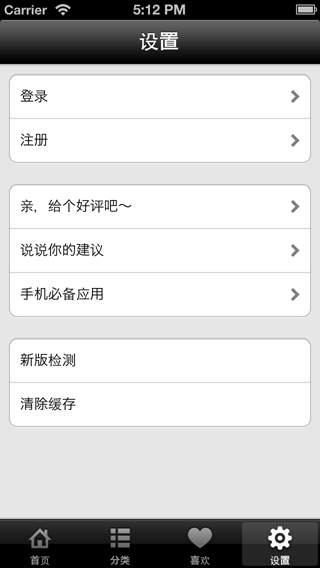 Carrier 5:12 PM
设置
登录
注册
亲，给个好评吧～
说说你的建议
手机必备应用
新版检测
清除缓存
首页 分类 喜欢 设置